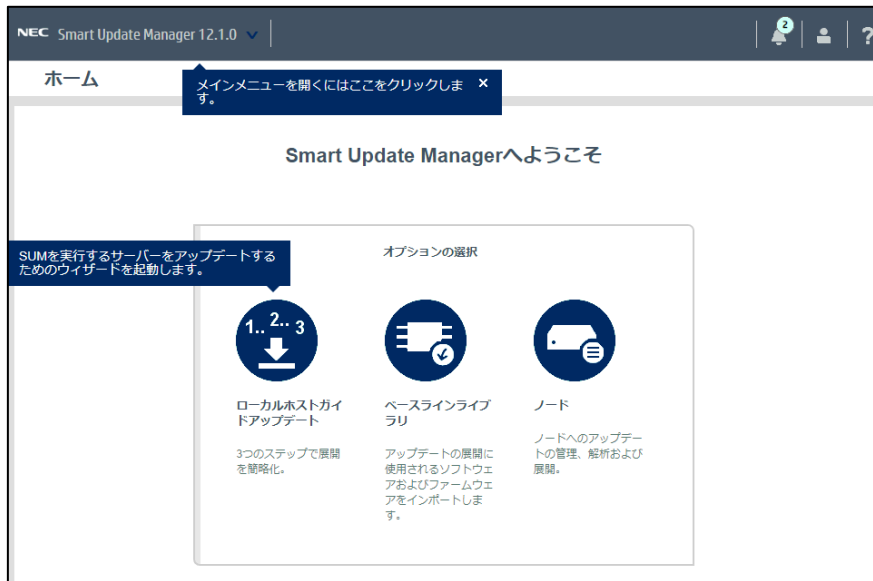 NEC Smart Update Manager 12.1.0
2
?
ホーム
メインメニューを開くにはここをクリックしま
す。
×
Smart Update Managerへようこそ
SUMを実行するサーバーをアップデートする
ためのウィザードを起動します。
オプションの選択
1.. 2.. 3
ローカルホストガイ
ドアップデート
3つのステップで展開
を簡略化。
ベースラインライブ
ラリ
アップデートの展開に
使用されるソフトウェ
アおよびファームウェ
アをインポートしま
す。
ノード
ノードへのアップデー
トの管理、解析および
展開。